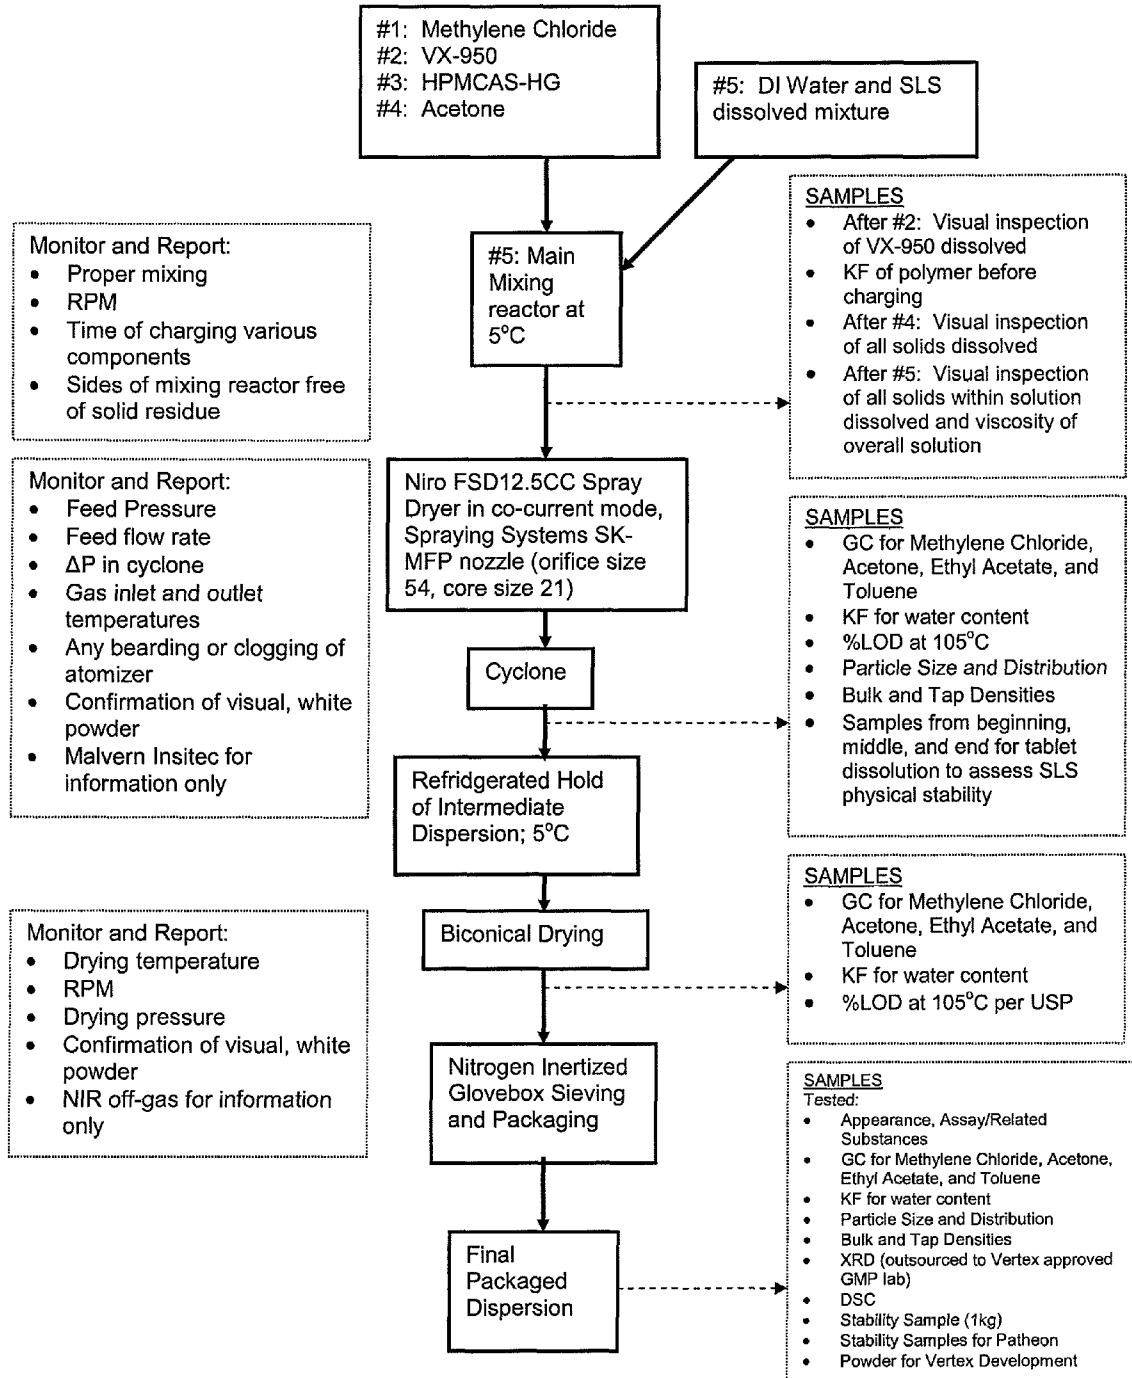 #1: Methylene Chloride
#2: VX-950
#3: HPMCAS-HG
#4: Acetone
#5: DI Water and SLS
dissolved mixture
#5: Main
Mixing
reactor at
5°C
SAMPLES
• After #2: Visual inspection
of VX-950 dissolved
• KF of polymer before
charging
• After #4: Visual inspection
of all solids dissolved
• After #5: Visual inspection
of all solids within solution
dissolved and viscosity of
overall solution
Monitor and Report:
• Proper mixing
• RPM
• Time of charging various
components
• Sides of mixing reactor free
of solid residue
Niro FSD12.5CC Spray
Dryer in co-current mode,
Spraying Systems SK-
MFP nozzle (orifice size
54, core size 21)
Monitor and Report:
• Feed Pressure
• Feed flow rate
• ΔP in cyclone
• Gas inlet and outlet
temperatures
• Any bearding or clogging of
atomizer
• Confirmation of visual, white
powder
• Malvern Insitec for
information only
Cyclone
SAMPLES
• GC for Methylene Chloride,
Acetone, Ethyl Acetate, and
Toluene
• KF for water content
• %LOD at 105°C
• Particle Size and Distribution
• Bulk and Tap Densities
• Samples from beginning,
middle, and end for tablet
dissolution to assess SLS
physical stability
Refridgerated Hold
of Intermediate
Dispersion; 5°C
Biconical Drying
SAMPLES
• GC for Methylene Chloride,
Acetone, Ethyl Acetate, and
Toluene
• KF for water content
• %LOD at 105°C per USP
Monitor and Report:
• Drying temperature
• RPM
• Drying pressure
• Confirmation of visual, white
powder
• NIR off-gas for information
only
Nitrogen Inertized
Glovebox Sieving
and Packaging
Final
Packaged
Dispersion
SAMPLES
Tested:
• Appearance, Assay/Related
Substances
• GC for Methylene Chloride, Acetone,
Ethyl Acetate, and Toluene
• KF for water content
• Particle Size and Distribution
• Bulk and Tap Densities
• XRD (outsourced to Vertex approved
GMP lab)
• DSC
• Stability Sample (1kg)
• Stability Samples for Patheon
• Powder for Vertex Development